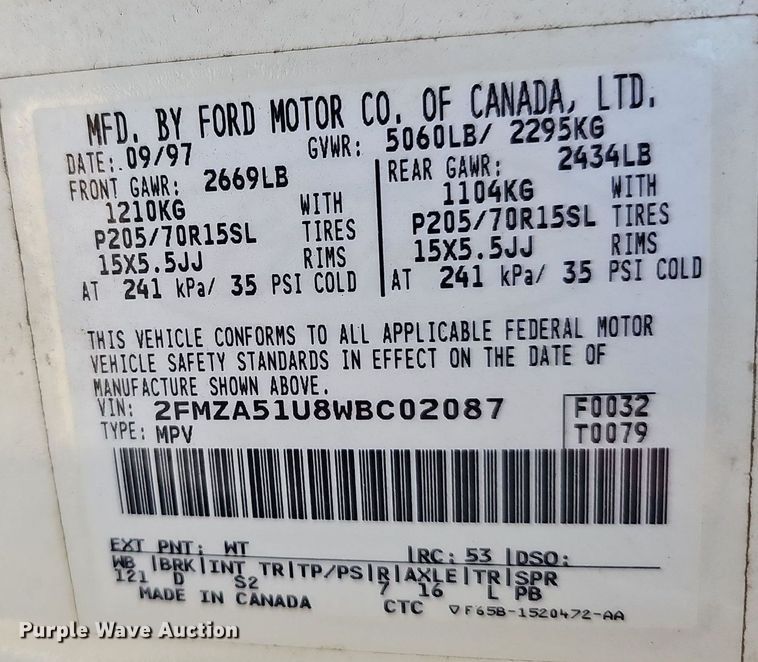 MFD. BY FORD MOTOR CO. OF CANADA, LTD.
DATE: 09/97 GVWR: 5060LB/ 2295KG
FRONT GAWR: 2669LB
1210KG WITH
P205/70R15SL TIRES
15X5.5JJ RIMS
AT 241 kPa/ 35 PSI COLD
REAR GAWR: 2434LB
1104KG WITH
P205/70R15SL TIRES
15X5.5JJ RIMS
AT 241 kPa/ 35 PSI COLD
THIS VEHICLE CONFORMS TO ALL APPLICABLE FEDERAL MOTOR
VEHICLE SAFETY STANDARDS IN EFFECT ON THE DATE OF
MANUFACTURE SHOWN ABOVE.
VIN: 2FMZA51U8WBC02087 F0032
TYPE: MPV T0079
EXT PNT: WT RC: 53 DSO:
WB BRK INT TR TP/PS R AXLE TR SPR
121 D S2 7 16 L PB
MADE IN CANADA CTC F65B-1520472-AA
Purple Wave Auction